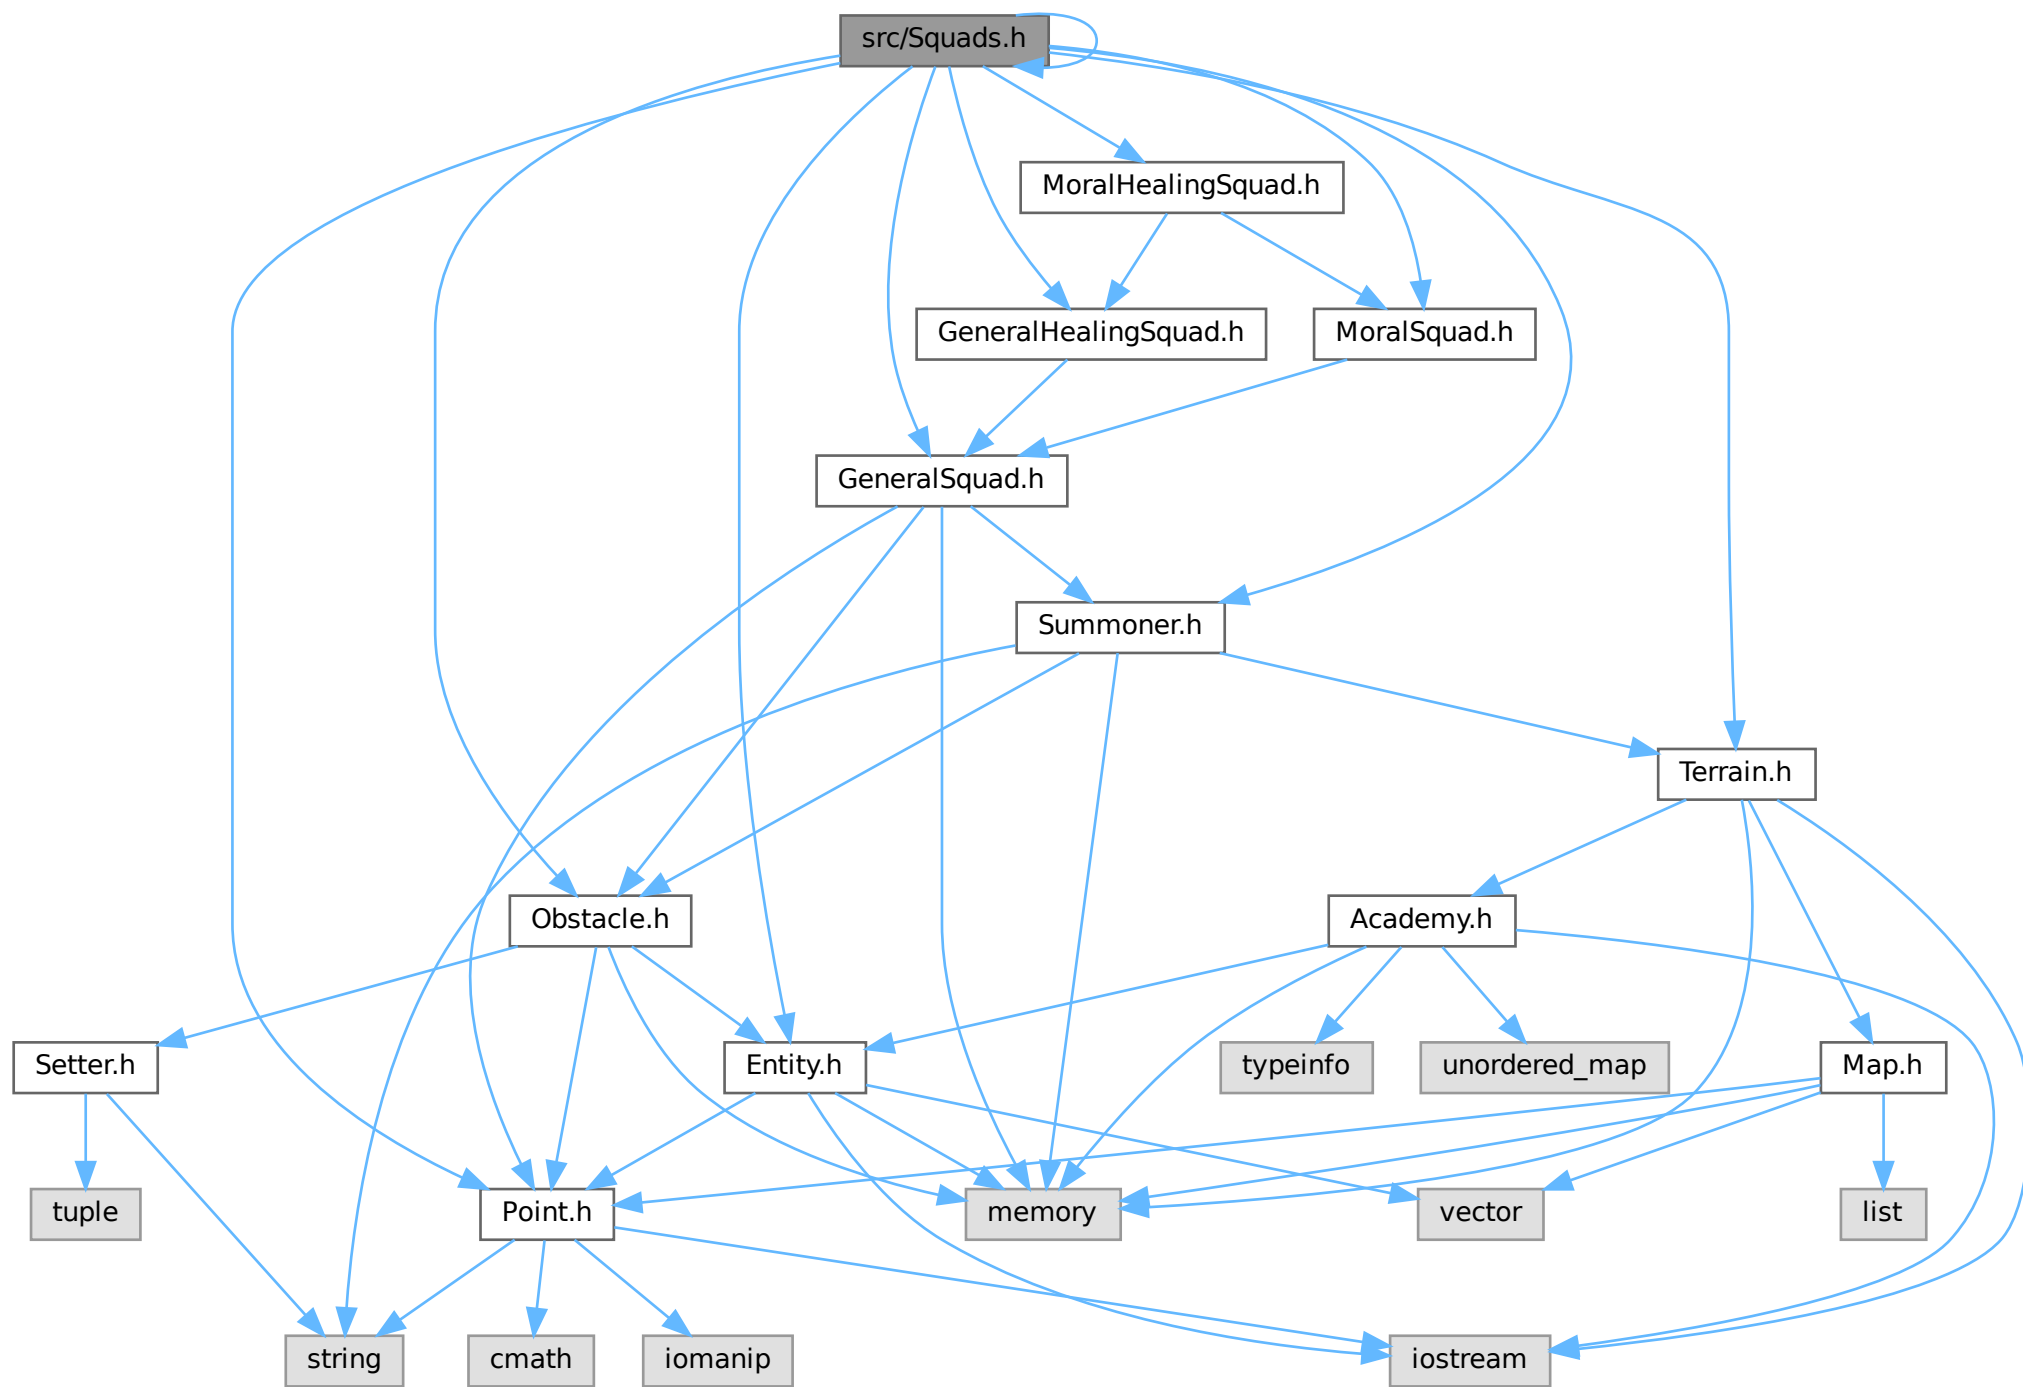 src/Squads.h
MoralHealingSquad.h
GeneralHealingSquad.h
MoralSquad.h
GeneralSquad.h
Summoner.h
Terrain.h
Obstacle.h
Academy.h
Setter.h
Entity.h
typeinfo
unordered_map
Map.h
tuple
Point.h
memory
vector
list
string
cmath
iomanip
iostream